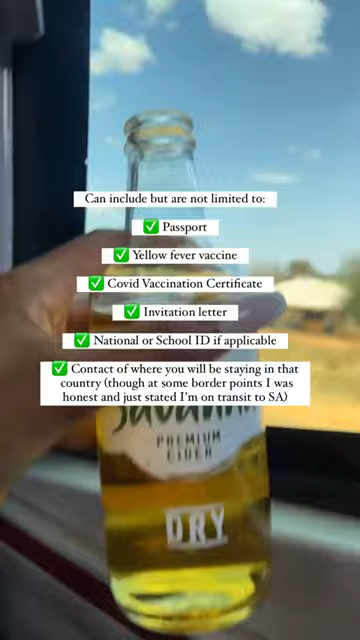 Can include but are not limited to:
✅ Passport
✅ Yellow fever vaccine
✅ Covid Vaccination Certificate
✅ Invitation letter
✅ National or School ID if applicable
✅ Contact of where you will be staying in that
country (though at some border points I was
honest and just stated I'm on transit to SA)
Savanna
PREMIUM
CIDER
DRY